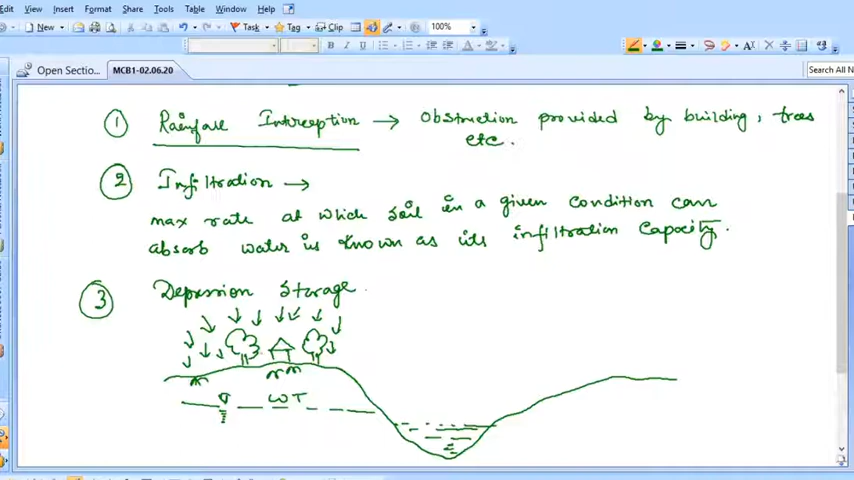 Edit View Insert Format Tools Table Window Help
New Task Tag Clip 100%
Open Sectio... MCB1-02.06.20 Search All N
1 Rainfall Interception → Obstruction provided by building, trees
etc.
2 Infiltration →
max rate at which soil in a given condition can
absorb water is known as its infiltration capacity.
3 Depression Storage.
WT